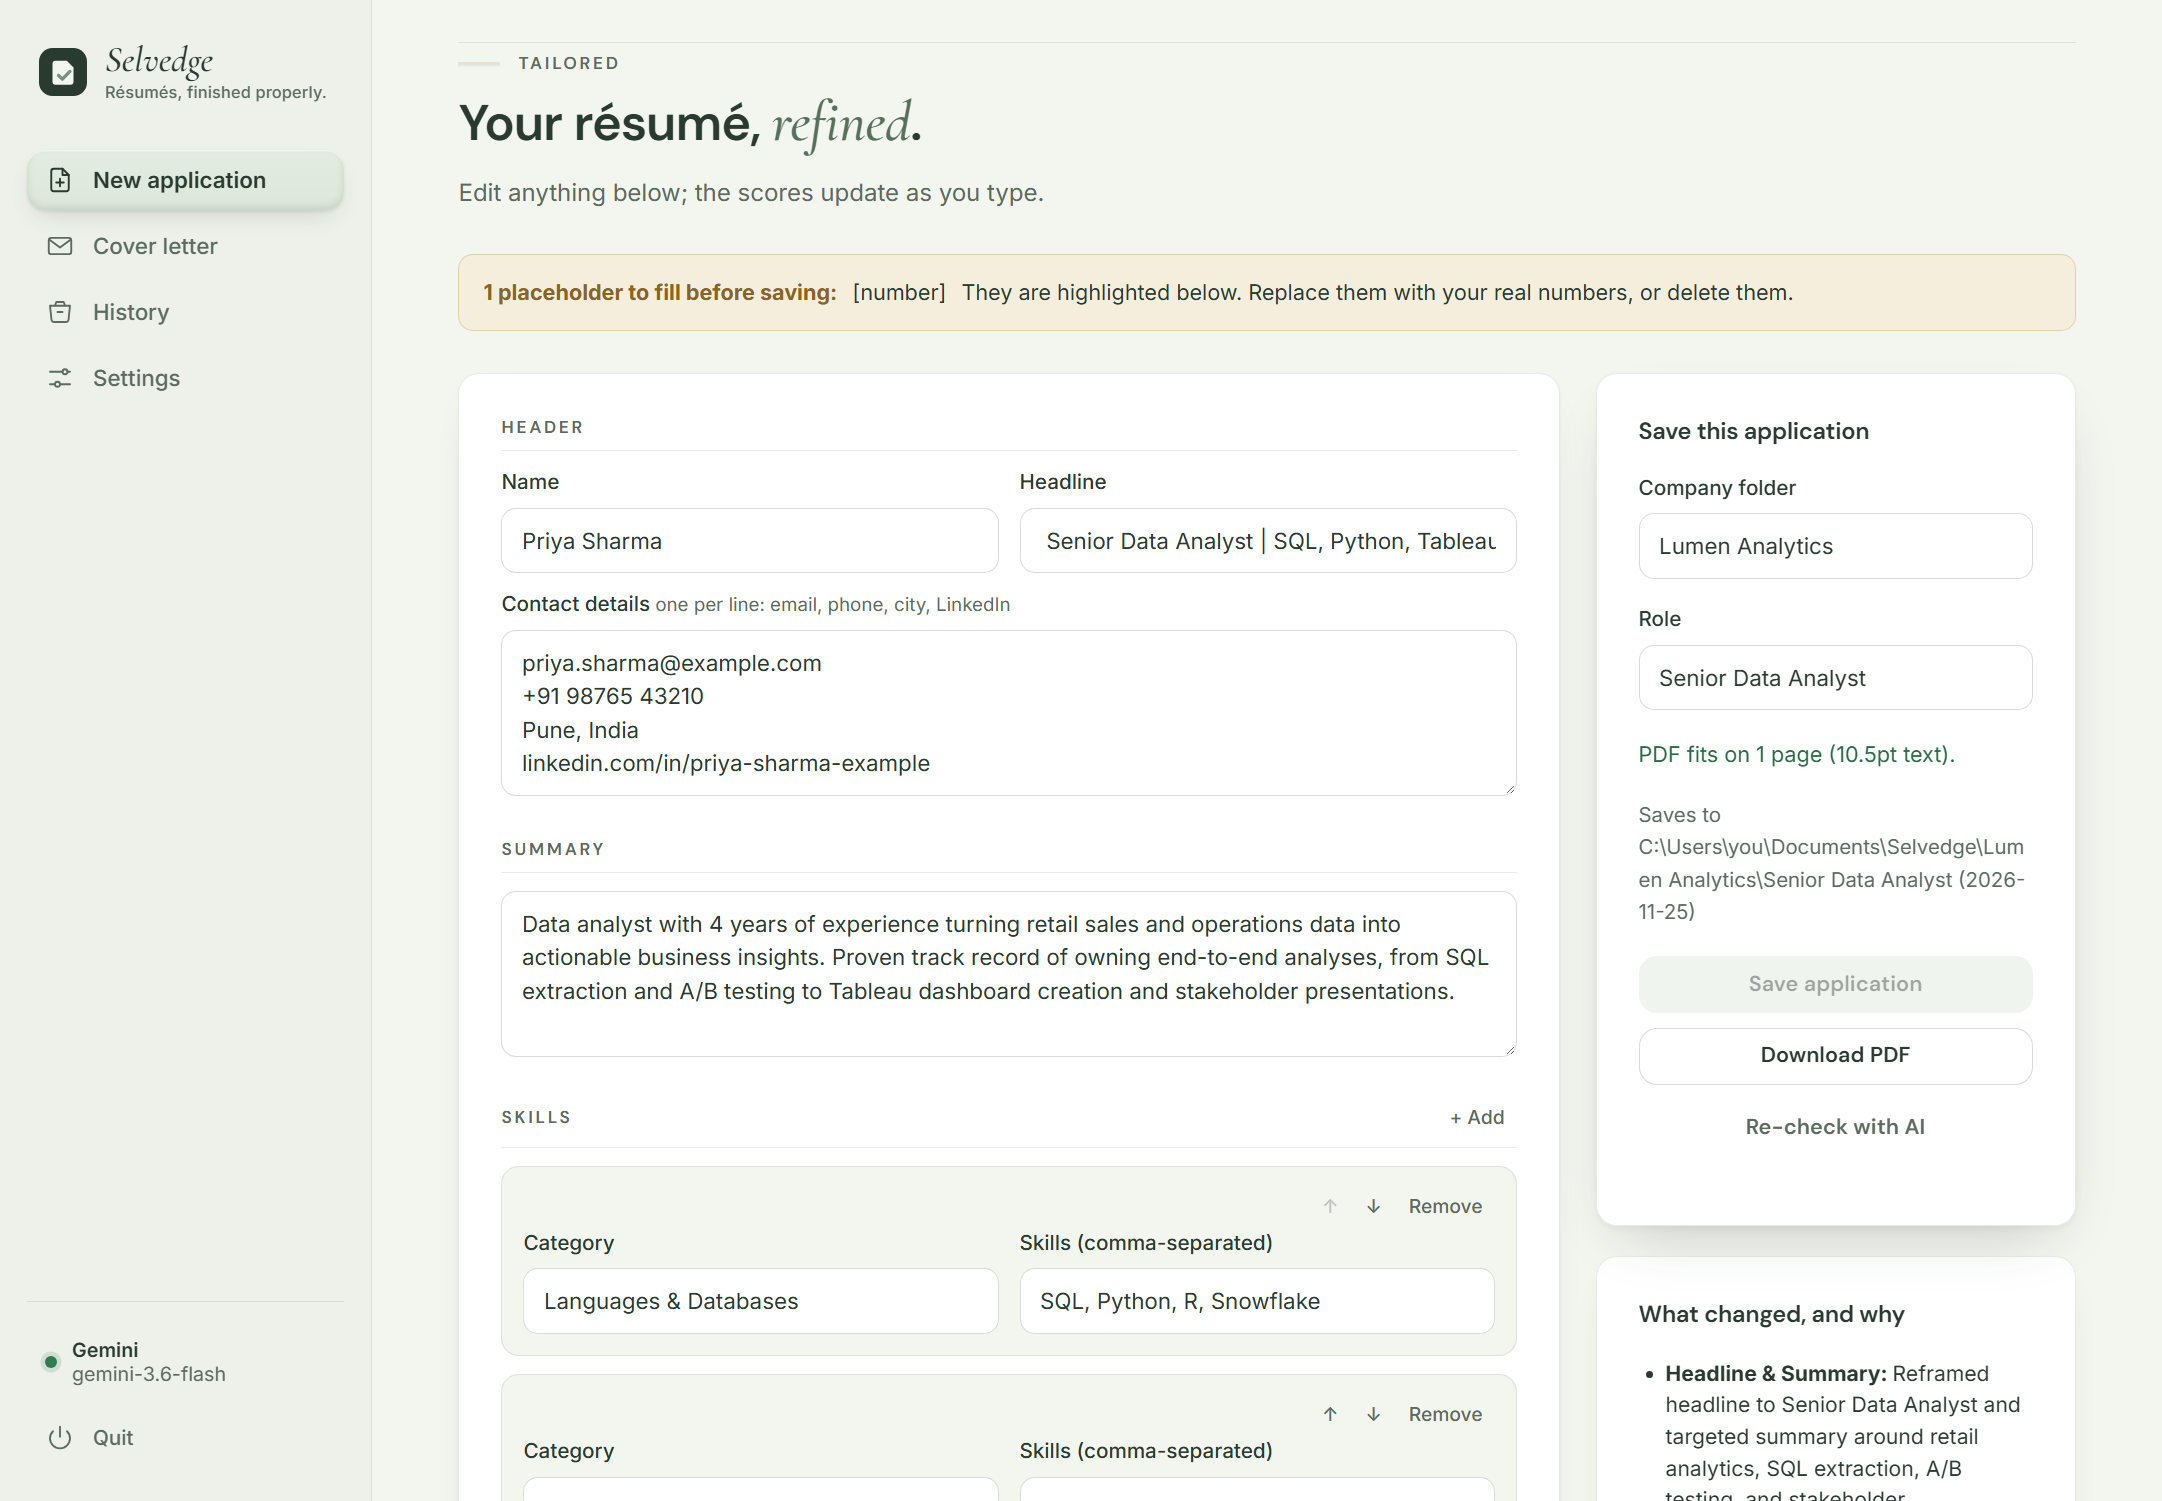 Selvedge
Résumés, finished properly.
New application
Cover letter
History
Settings
Gemini
gemini-3.6-flash
Quit
TAILORED
Your résumé, refined.
Edit anything below; the scores update as you type.
1 placeholder to fill before saving: [number] They are highlighted below. Replace them with your real numbers, or delete them.
HEADER
Name
Headline
Priya Sharma
Senior Data Analyst | SQL, Python, Tableau
Contact details one per line: email, phone, city, LinkedIn
priya.sharma@example.com
+91 98765 43210
Pune, India
linkedin.com/in/priya-sharma-example
SUMMARY
Data analyst with 4 years of experience turning retail sales and operations data into
actionable business insights. Proven track record of owning end-to-end analyses, from SQL
extraction and A/B testing to Tableau dashboard creation and stakeholder presentations.
SKILLS
+ Add
↑ ↓ Remove
Category
Skills (comma-separated)
Languages & Databases
SQL, Python, R, Snowflake
↑ ↓ Remove
Category
Skills (comma-separated)
Save this application
Company folder
Lumen Analytics
Role
Senior Data Analyst
PDF fits on 1 page (10.5pt text).
Saves to
C:\Users\you\Documents\Selvedge\Lum
en Analytics\Senior Data Analyst (2026-
11-25)
Save application
Download PDF
Re-check with AI
What changed, and why
• Headline & Summary: Reframed
headline to Senior Data Analyst and
targeted summary around retail
analytics, SQL extraction, A/B
testing, and stakeholder